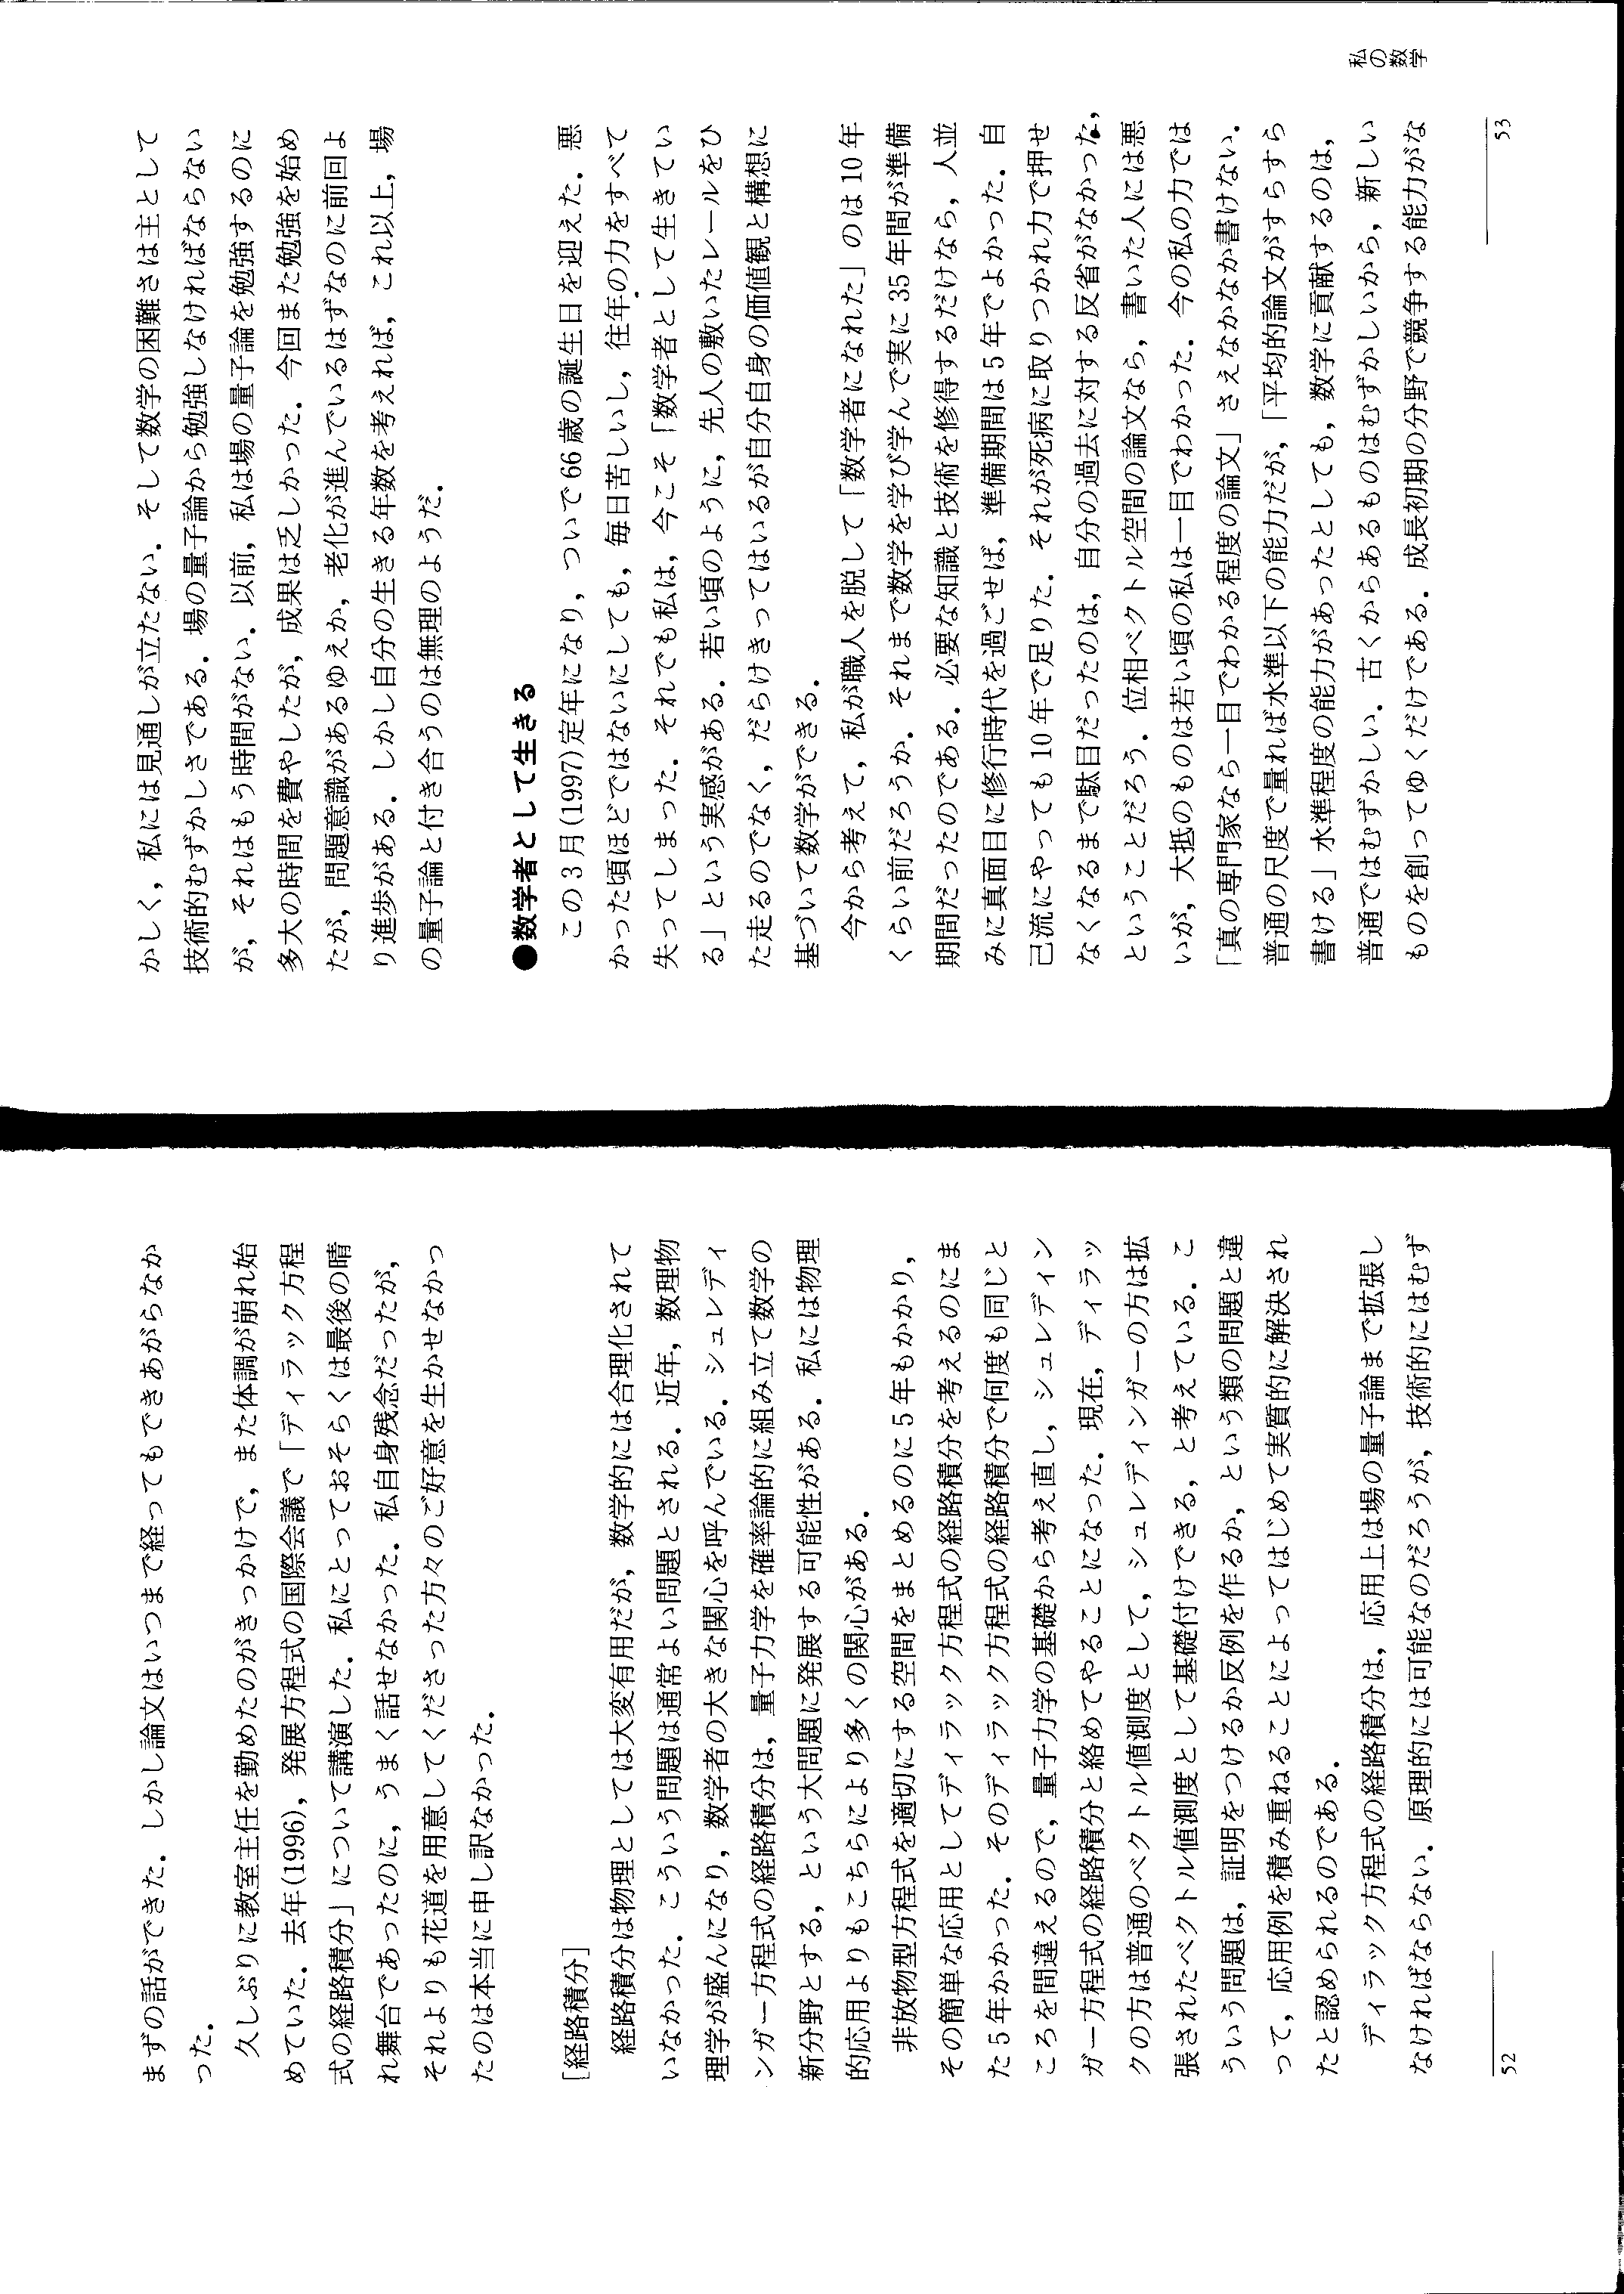 まずの話ができた．しかし論文はいつまで経ってもできあがらなか
った．
久しぶりに教室主任を勤めたのがきっかけで，また体調が崩れ始
めていた．去年(1996)，発展方程式の国際会議で「ディラック方程
式の経路積分」について講演した．私にとっておそらくは最後の晴
れ舞台であったのに，うまく話せなかった．私自身残念だったが，
それよりも花道を用意してくださった方々のご好意を生かせなかっ
たのは本当に申し訳なかった．
［経路積分］
経路積分は物理としては大変有用だが，数学的には合理化されて
いなかった．こういう問題は通常よい問題とされる．近年，数理物
理学が盛んになり，数学者の大きな関心を呼んでいる．シュレディ
ンガー方程式の経路積分は，量子力学を確率論的に組み立て数学の
新分野とする，という大問題に発展する可能性がある．私には物理
的応用よりもこちらにより多くの関心がある．
非放物型方程式を適切にする空間をまとめるのに5年もかかり，
その簡単な応用としてディラック方程式の経路積分を考えるのにま
た5年かかった．そのディラック方程式の経路積分で何度も同じと
ころを間違えるので，量子力学の基礎から考え直し，シュレディン
ガー方程式の経路積分と絡めてやることになった．現在，ディラッ
クの方は普通のベクトル値測度として，シュレディンガーの方は拡
張されたベクトル値測度として基礎付けできる，と考えている．こ
ういう問題は，証明をつけるか反例を作るか，という類の問題と違
って，応用例を積み重ねることによってはじめて実質的に解決され
たと認められるのである．
ディラック方程式の経路積分は，応用上は場の量子論まで拡張し
なければならない．原理的には可能なのだろうが，技術的にはむず
52
かしく，私には見通しが立たない．そして数学の困難さは主として
技術的むずかしさである．場の量子論から勉強しなければならない
が，それはもう時間がない．以前，私は場の量子論を勉強するのに
多大の時間を費やしたが，成果は乏しかった．今回また勉強を始め
たが，問題意識があるゆえか，老化が進んでいるはずなのに前回よ
り進歩がある．しかし自分の生きる年数を考えれば，これ以上，場
の量子論と付き合うのは無理のようだ．
●数学者として生きる
この3月(1997)定年になり，ついで66歳の誕生日を迎えた．悪
かった頃ほどではないにしても，毎日苦しいし，往年の力をすべて
失ってしまった．それでも私は，今こそ「数学者として生きてい
る」という実感がある．若い頃のように，先人の敷いたレールをひ
た走るのでなく，だらけきってはいるが自分自身の価値観と構想に
基づいて数学ができる．
今から考えて，私が職人を脱して「数学者になれた」のは10年
くらい前だろうか．それまで数学を学び学んで実に35年間が準備
期間だったのである．必要な知識と技術を修得するだけなら，人並
みに真面目に修行時代を過ごせば，準備期間は5年でよかった．自
己流にやっても10年で足りた．それが死病に取りつかれ力で押せ
なくなるまで駄目だったのは，自分の過去に対する反省がなかった，
ということだろう．位相ベクトル空間の論文なら，書いた人には悪
いが，大抵のものは若い頃の私は一目でわかった．今の私の力では
「真の専門家なら一目でわかる程度の論文」さえなかなか書けない．
普通の尺度で量れば水準以下の能力だが，「平均的論文がすらすら
書ける」水準程度の能力があったとしても，数学に貢献するのは，
普通ではむずかしい．古くからあるものはむずかしいから，新しい
ものを創ってゆくだけである．成長初期の分野で競争する能力がな
私の数学
53